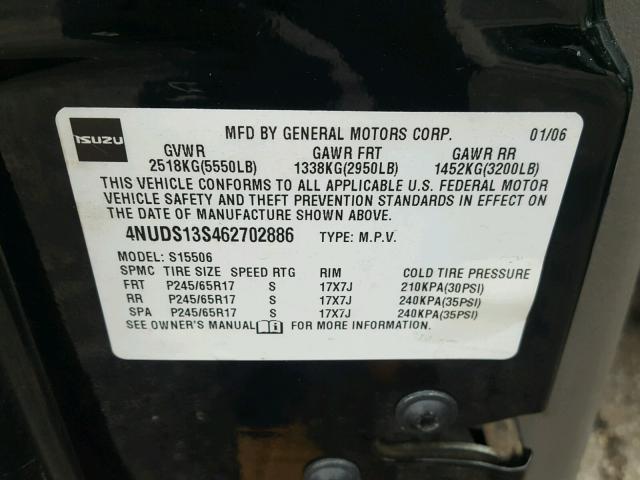 ISUZU
MFD BY GENERAL MOTORS CORP. 01/06
GVWR GAWR FRT GAWR RR
2518KG(5550LB) 1338KG(2950LB) 1452KG(3200LB)
THIS VEHICLE CONFORMS TO ALL APPLICABLE U.S. FEDERAL MOTOR
VEHICLE SAFETY AND THEFT PREVENTION STANDARDS IN EFFECT ON
THE DATE OF MANUFACTURE SHOWN ABOVE.
4NUDS13S462702886 TYPE: M.P.V.
MODEL: S15506
SPMC TIRE SIZE SPEED RTG RIM COLD TIRE PRESSURE
FRT P245/65R17 S 17X7J 210KPA(30PSI)
RR P245/65R17 S 17X7J 240KPA(35PSI)
SPA P245/65R17 S 17X7J 240KPA(35PSI)
SEE OWNER'S MANUAL i FOR MORE INFORMATION.